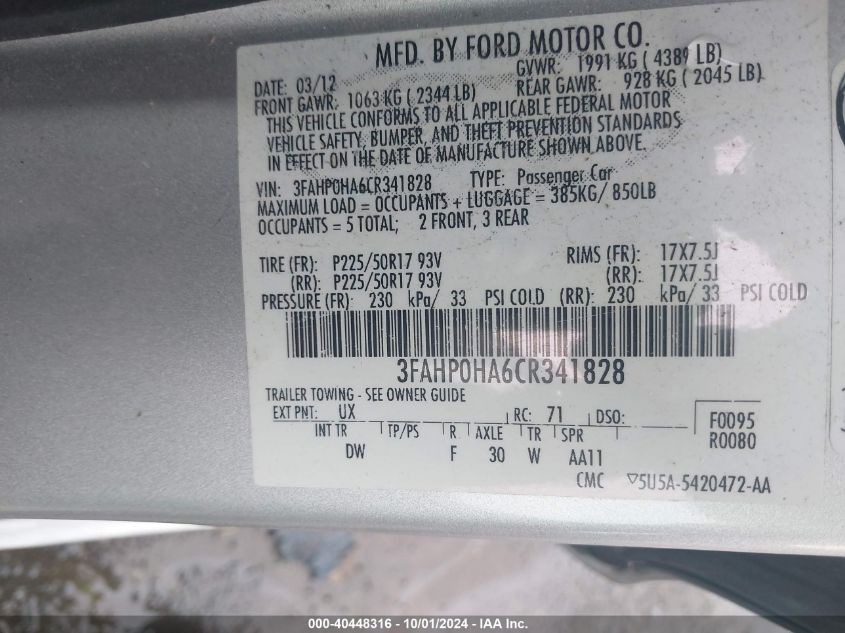 MFD. BY FORD MOTOR CO.
DATE: 03/12 GVWR: 1991 KG ( 4389 LB)
FRONT GAWR: 1063 KG ( 2344 LB) REAR GAWR: 928 KG ( 2045 LB)
THIS VEHICLE CONFORMS TO ALL APPLICABLE FEDERAL MOTOR
VEHICLE SAFETY, BUMPER, AND THEFT PREVENTION STANDARDS
IN EFFECT ON THE DATE OF MANUFACTURE SHOWN ABOVE.
VIN: 3FAHP0HA6CR341828 TYPE: Passenger Car
MAXIMUM LOAD = OCCUPANTS + LUGGAGE = 385KG/ 850LB
OCCUPANTS = 5 TOTAL; 2 FRONT, 3 REAR
TIRE (FR): P225/50R17 93V RIMS (FR): 17X7.5J
(RR): P225/50R17 93V (RR): 17X7.5J
PRESSURE (FR): 230 kPa/ 33 PSI COLD (RR): 230 kPa/ 33 PSI COLD
3FAHP0HA6CR341828
TRAILER TOWING - SEE OWNER GUIDE
EXT PNT: UX RC: 71 DSO: F0095
INT TR TP/PS R AXLE TR SPR R0080
DW F 30 W AA11
CMC ▽5U5A-5420472-AA
000-40448316 - 10/01/2024 - IAA Inc.